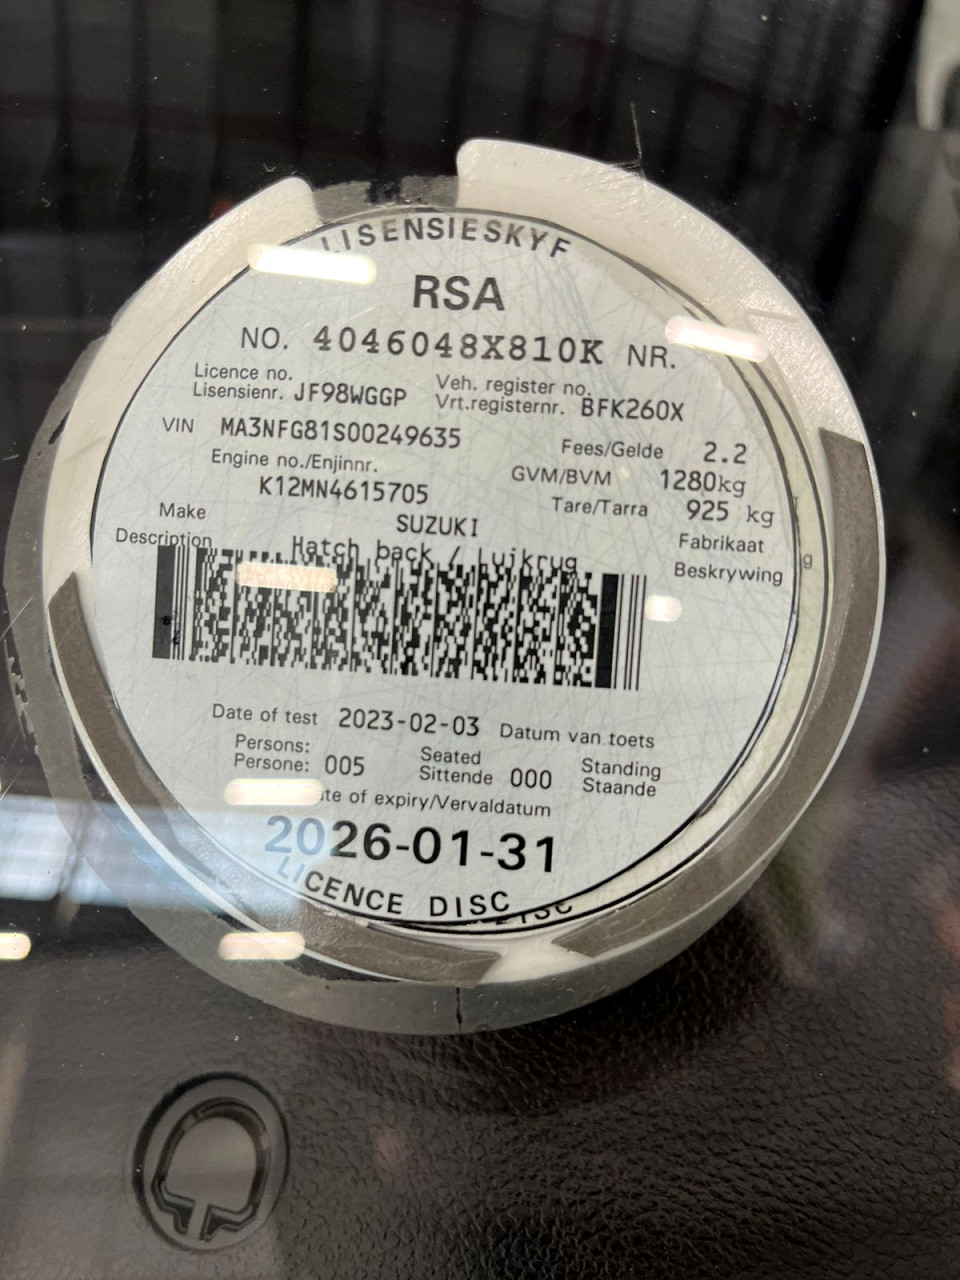 LISENSIESKYF
RSA
NO. 4046048X810K NR.
Licence no.
Lisensienr. JF98WGGP
Veh. register no.
Vrt.registernr. BFK260X
VIN MA3NFG81S00249635
Fees/Gelde 2.2
Engine no./Enjinnr.
K12MN4615705
GVM/BVM 1280kg
Tare/Tarra 925 kg
Make SUZUKI Fabrikaat
Description Hatch back / Luikrug Beskrywing
Date of test 2023-02-03 Datum van toets
Persons:
Persone: 005
Seated
Sittende 000
Standing
Staande
of expiry/Vervaldatum
2026-01-31
LICENCE DISC